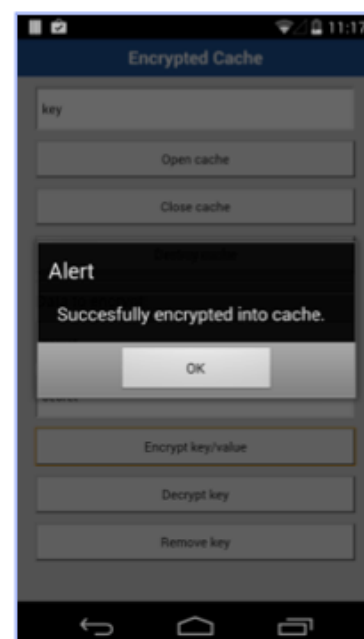 11:17
Encrypted Cache
key
Open cache
Close cache
Alert
Succesfully encrypted into cache.
OK
Encrypt key/value
Decrypt key
Remove key